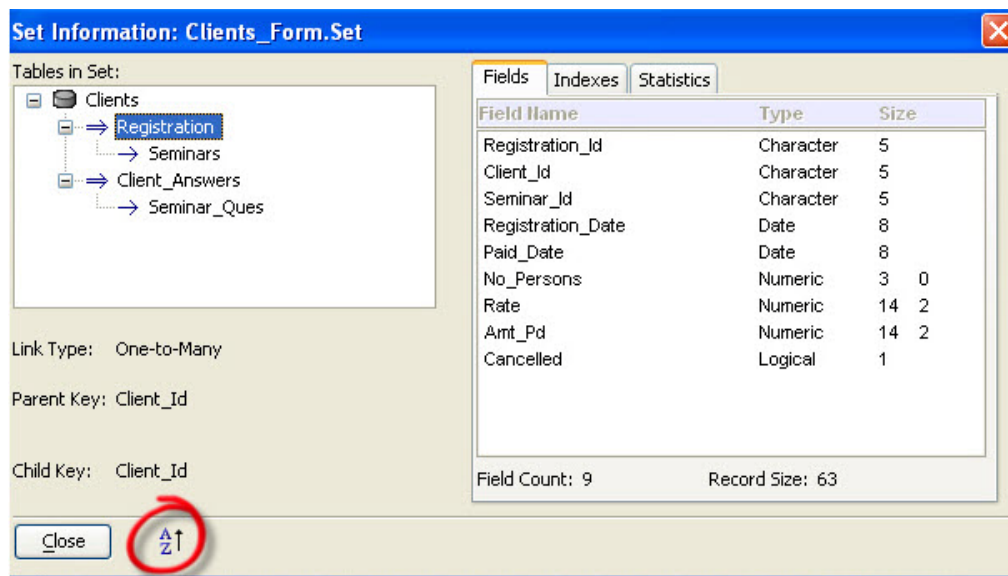 Set Information: Clients_Form.Set
Tables in Set:
Clients
Registration
Seminars
Client_Answers
Seminar_Ques
Link Type: One-to-Many
Parent Key: Client_Id
Child Key: Client_Id
Fields Indexes Statistics
Field Name Type Size
Registration_Id Character 5
Client_Id Character 5
Seminar_Id Character 5
Registration_Date Date 8
Paid_Date Date 8
No_Persons Numeric 3 0
Rate Numeric 14 2
Amt_Pd Numeric 14 2
Cancelled Logical 1
Field Count: 9 Record Size: 63
Close
A
Z